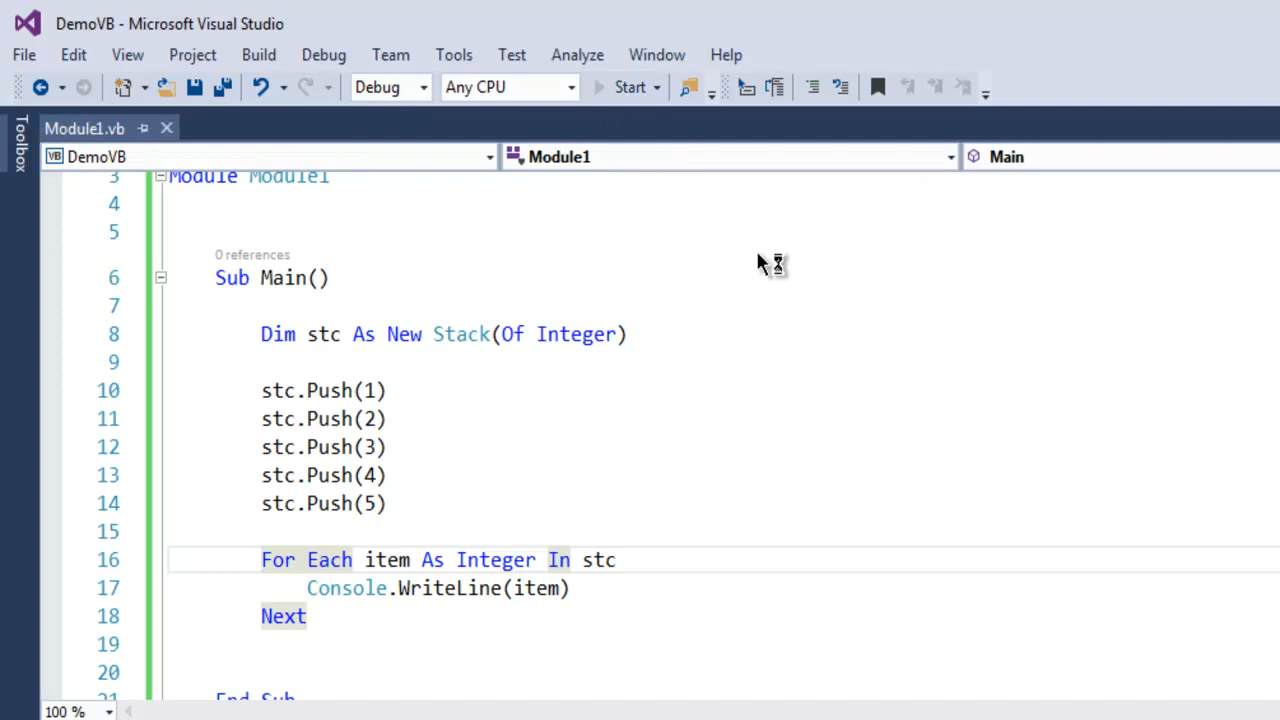 DemoVB - Microsoft Visual Studio
File Edit View Project Build Debug Team Tools Test Analyze Window Help
Debug Any CPU Start
Toolbox
Module1.vb
VB DemoVB Module1 Main
3 Module Module1
4
5
0 references
6 Sub Main()
7
8 Dim stc As New Stack(Of Integer)
9
10 stc.Push(1)
11 stc.Push(2)
12 stc.Push(3)
13 stc.Push(4)
14 stc.Push(5)
15
16 For Each item As Integer In stc
17 Console.WriteLine(item)
18 Next
19
20
21 End Sub
100 %